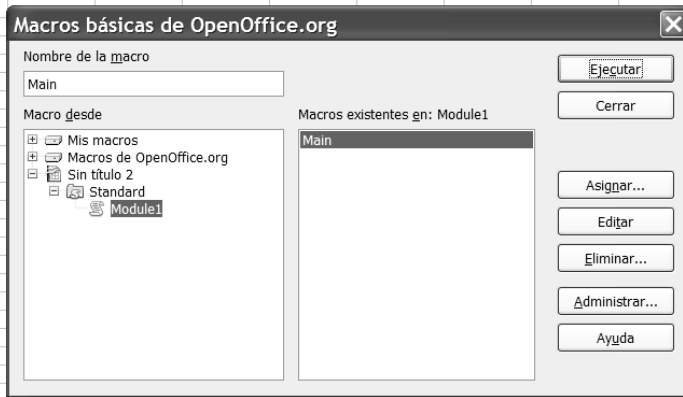 Macros básicas de OpenOffice.org
Nombre de la macro
Main
Macro desde
Mis macros
Macros de OpenOffice.org
Sin título 2
Standard
Module1
Macros existentes en: Module1
Main
Ejecutar
Cerrar
Asignar...
Editar
Eliminar...
Administrar...
Ayuda